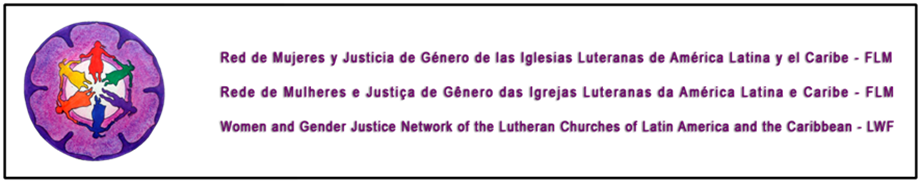 Red de Mujeres y Justicia de Género de las Iglesias Luteranas de América Latina y el Caribe - FLM
Rede de Mulheres e Justiça de Gênero das Igrejas Luteranas da América Latina e Caribe - FLM
Women and Gender Justice Network of the Lutheran Churches of Latin America and the Caribbean - LWF